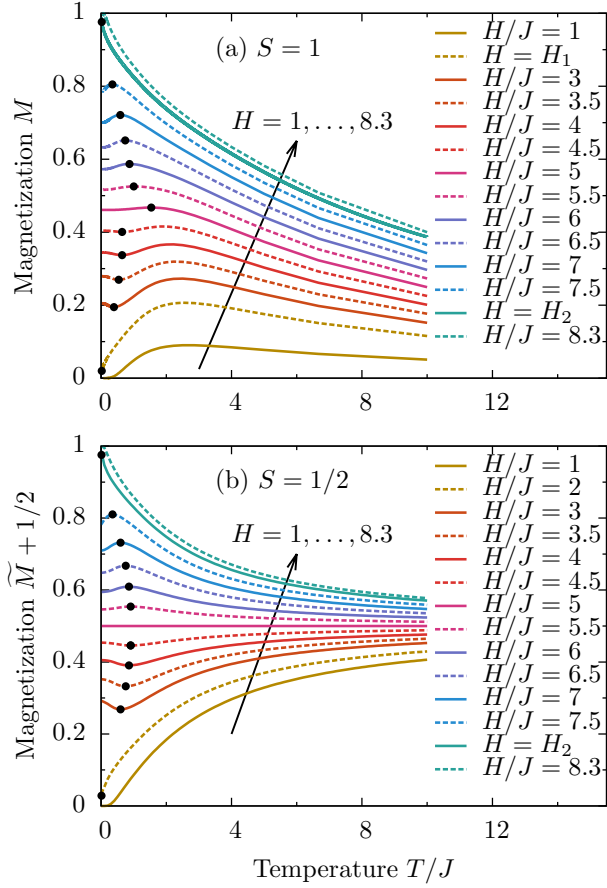 1
0.8
0.6
0.4
0.2
0
Magnetization M
(a) S = 1
H = 1, . . . , 8.3
H/J = 1
H = H₁
H/J = 3
H/J = 3.5
H/J = 4
H/J = 4.5
H/J = 5
H/J = 5.5
H/J = 6
H/J = 6.5
H/J = 7
H/J = 7.5
H = H₂
H/J = 8.3
0 4 8 12
1
0.8
0.6
0.4
0.2
0
Magnetization M̃ + 1/2
(b) S = 1/2
H = 1, . . . , 8.3
H/J = 1
H/J = 2
H/J = 3
H/J = 3.5
H/J = 4
H/J = 4.5
H/J = 5
H/J = 5.5
H/J = 6
H/J = 6.5
H/J = 7
H/J = 7.5
H = H₂
H/J = 8.3
0 4 8 12
Temperature T/J